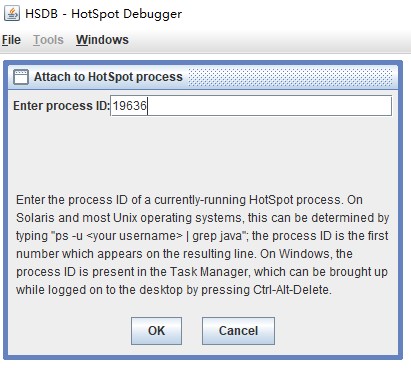 HSDB - HotSpot Debugger
File Tools Windows
Attach to HotSpot process
Enter process ID:19636
Enter the process ID of a currently-running HotSpot process. On
Solaris and most Unix operating systems, this can be determined by
typing "ps -u <your username> | grep java"; the process ID is the first
number which appears on the resulting line. On Windows, the
process ID is present in the Task Manager, which can be brought up
while logged on to the desktop by pressing Ctrl-Alt-Delete.
OK Cancel